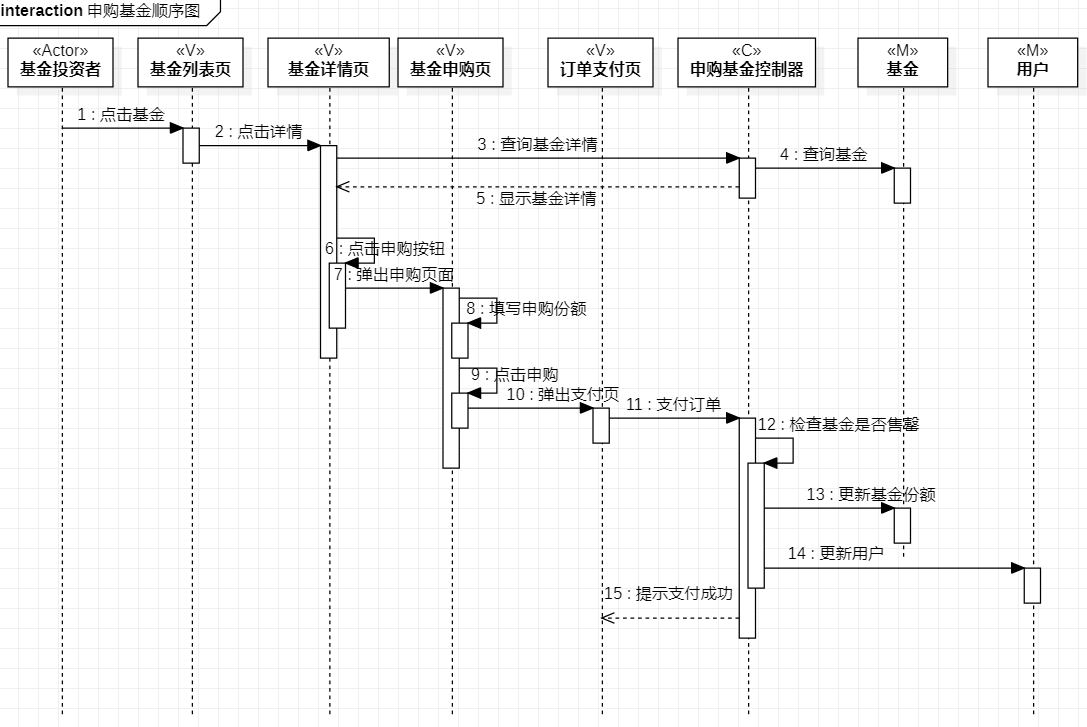 interaction 申购基金顺序图
«Actor»
基金投资者
«V»
基金列表页
«V»
基金详情页
«V»
基金申购页
«V»
订单支付页
«C»
申购基金控制器
«M»
基金
«M»
用户
1 : 点击基金
2 : 点击详情
3 : 查询基金详情
4 : 查询基金
5 : 显示基金详情
6 : 点击申购按钮
7 : 弹出申购页面
8 : 填写申购份额
9 : 点击申购
10 : 弹出支付页
11 : 支付订单
12 : 检查基金是否售罄
13 : 更新基金份额
14 : 更新用户
15 : 提示支付成功